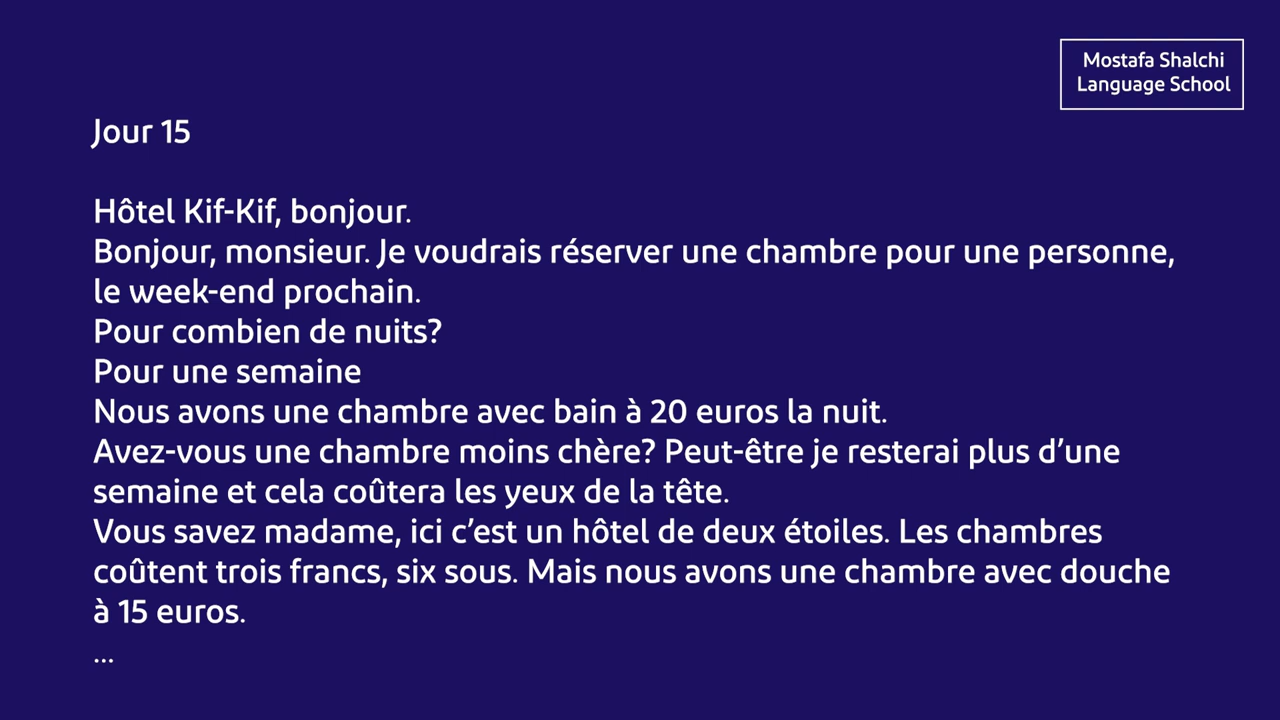 Mostafa Shalchi
Language School
Jour 15
Hôtel Kif-Kif, bonjour.
Bonjour, monsieur. Je voudrais réserver une chambre pour une personne,
le week-end prochain.
Pour combien de nuits?
Pour une semaine
Nous avons une chambre avec bain à 20 euros la nuit.
Avez-vous une chambre moins chère? Peut-être je resterai plus d’une
semaine et cela coûtera les yeux de la tête.
Vous savez madame, ici c’est un hôtel de deux étoiles. Les chambres
coûtent trois francs, six sous. Mais nous avons une chambre avec douche
à 15 euros.
...